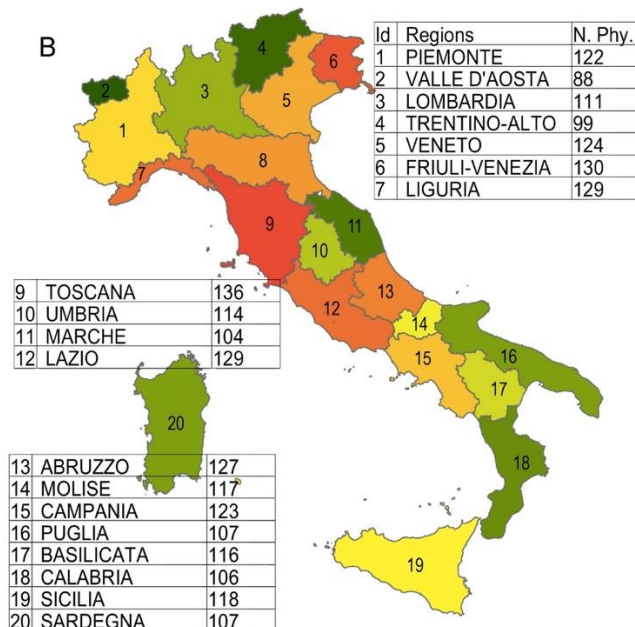 B
Id Regions N. Phy.
1 PIEMONTE 122
2 VALLE D'AOSTA 88
3 LOMBARDIA 111
4 TRENTINO-ALTO 99
5 VENETO 124
6 FRIULI-VENEZIA 130
7 LIGURIA 129
4
6
2
3
5
1
8
7
9
11
10
9 TOSCANA 136
10 UMBRIA 114
11 MARCHE 104
12 LAZIO 129
13
12
14
15
16
17
20
18
13 ABRUZZO 127
14 MOLISE 117
15 CAMPANIA 123
16 PUGLIA 107
17 BASILICATA 116
18 CALABRIA 106
19 SICILIA 118
20 SARDEGNA 107
19